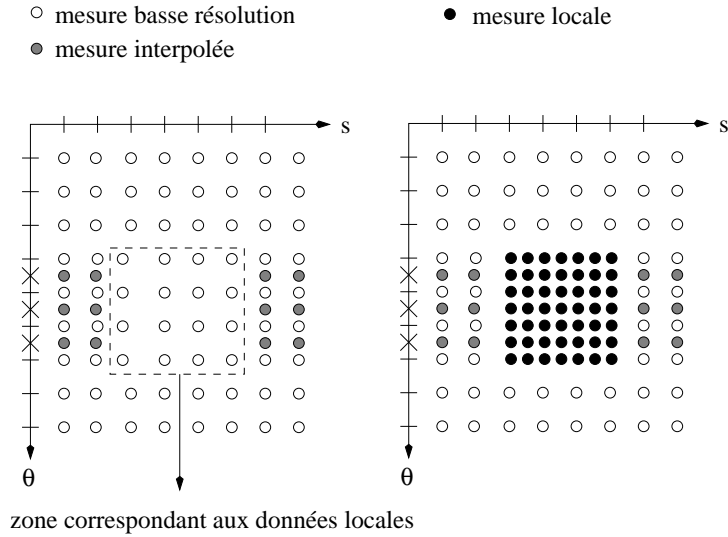 mesure basse résolution
mesure interpolée
mesure locale
s
s
θ
θ
zone correspondant aux données locales